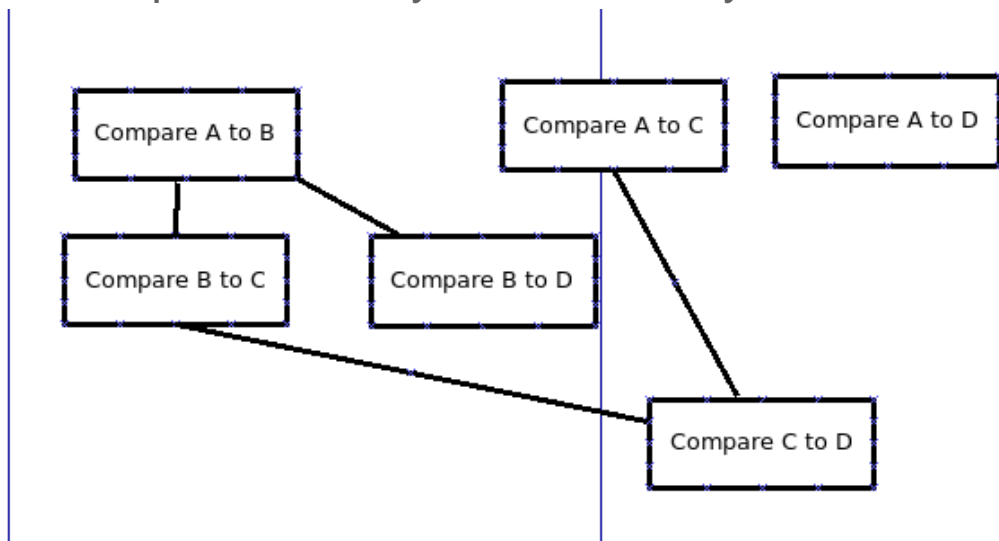 Compare A to B
Compare A to C
Compare A to D
Compare B to C
Compare B to D
Compare C to D